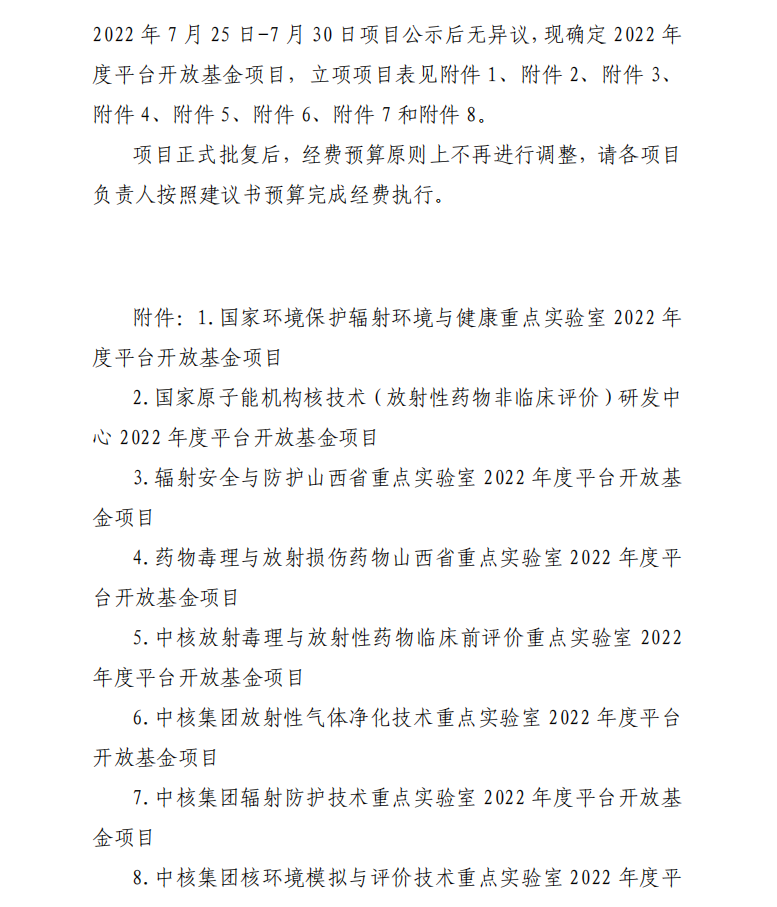 2022 年 7 月 25 日-7 月 30 日项目公示后无异议,现确定 2022 年
度平台开放基金项目，立项项目表见附件 1、附件 2、附件 3、
附件 4、附件 5、附件 6、附件 7 和附件 8。
项目正式批复后，经费预算原则上不再进行调整，请各项目
负责人按照建议书预算完成经费执行。
附件：1.国家环境保护辐射环境与健康重点实验室 2022 年
度平台开放基金项目
2.国家原子能机构核技术（放射性药物非临床评价）研发中
心 2022 年度平台开放基金项目
3.辐射安全与防护山西省重点实验室 2022 年度平台开放基
金项目
4.药物毒理与放射损伤药物山西省重点实验室 2022 年度平
台开放基金项目
5.中核放射毒理与放射性药物临床前评价重点实验室 2022
年度平台开放基金项目
6.中核集团放射性气体净化技术重点实验室 2022 年度平台
开放基金项目
7.中核集团辐射防护技术重点实验室 2022 年度平台开放基
金项目
8.中核集团核环境模拟与评价技术重点实验室 2022 年度平